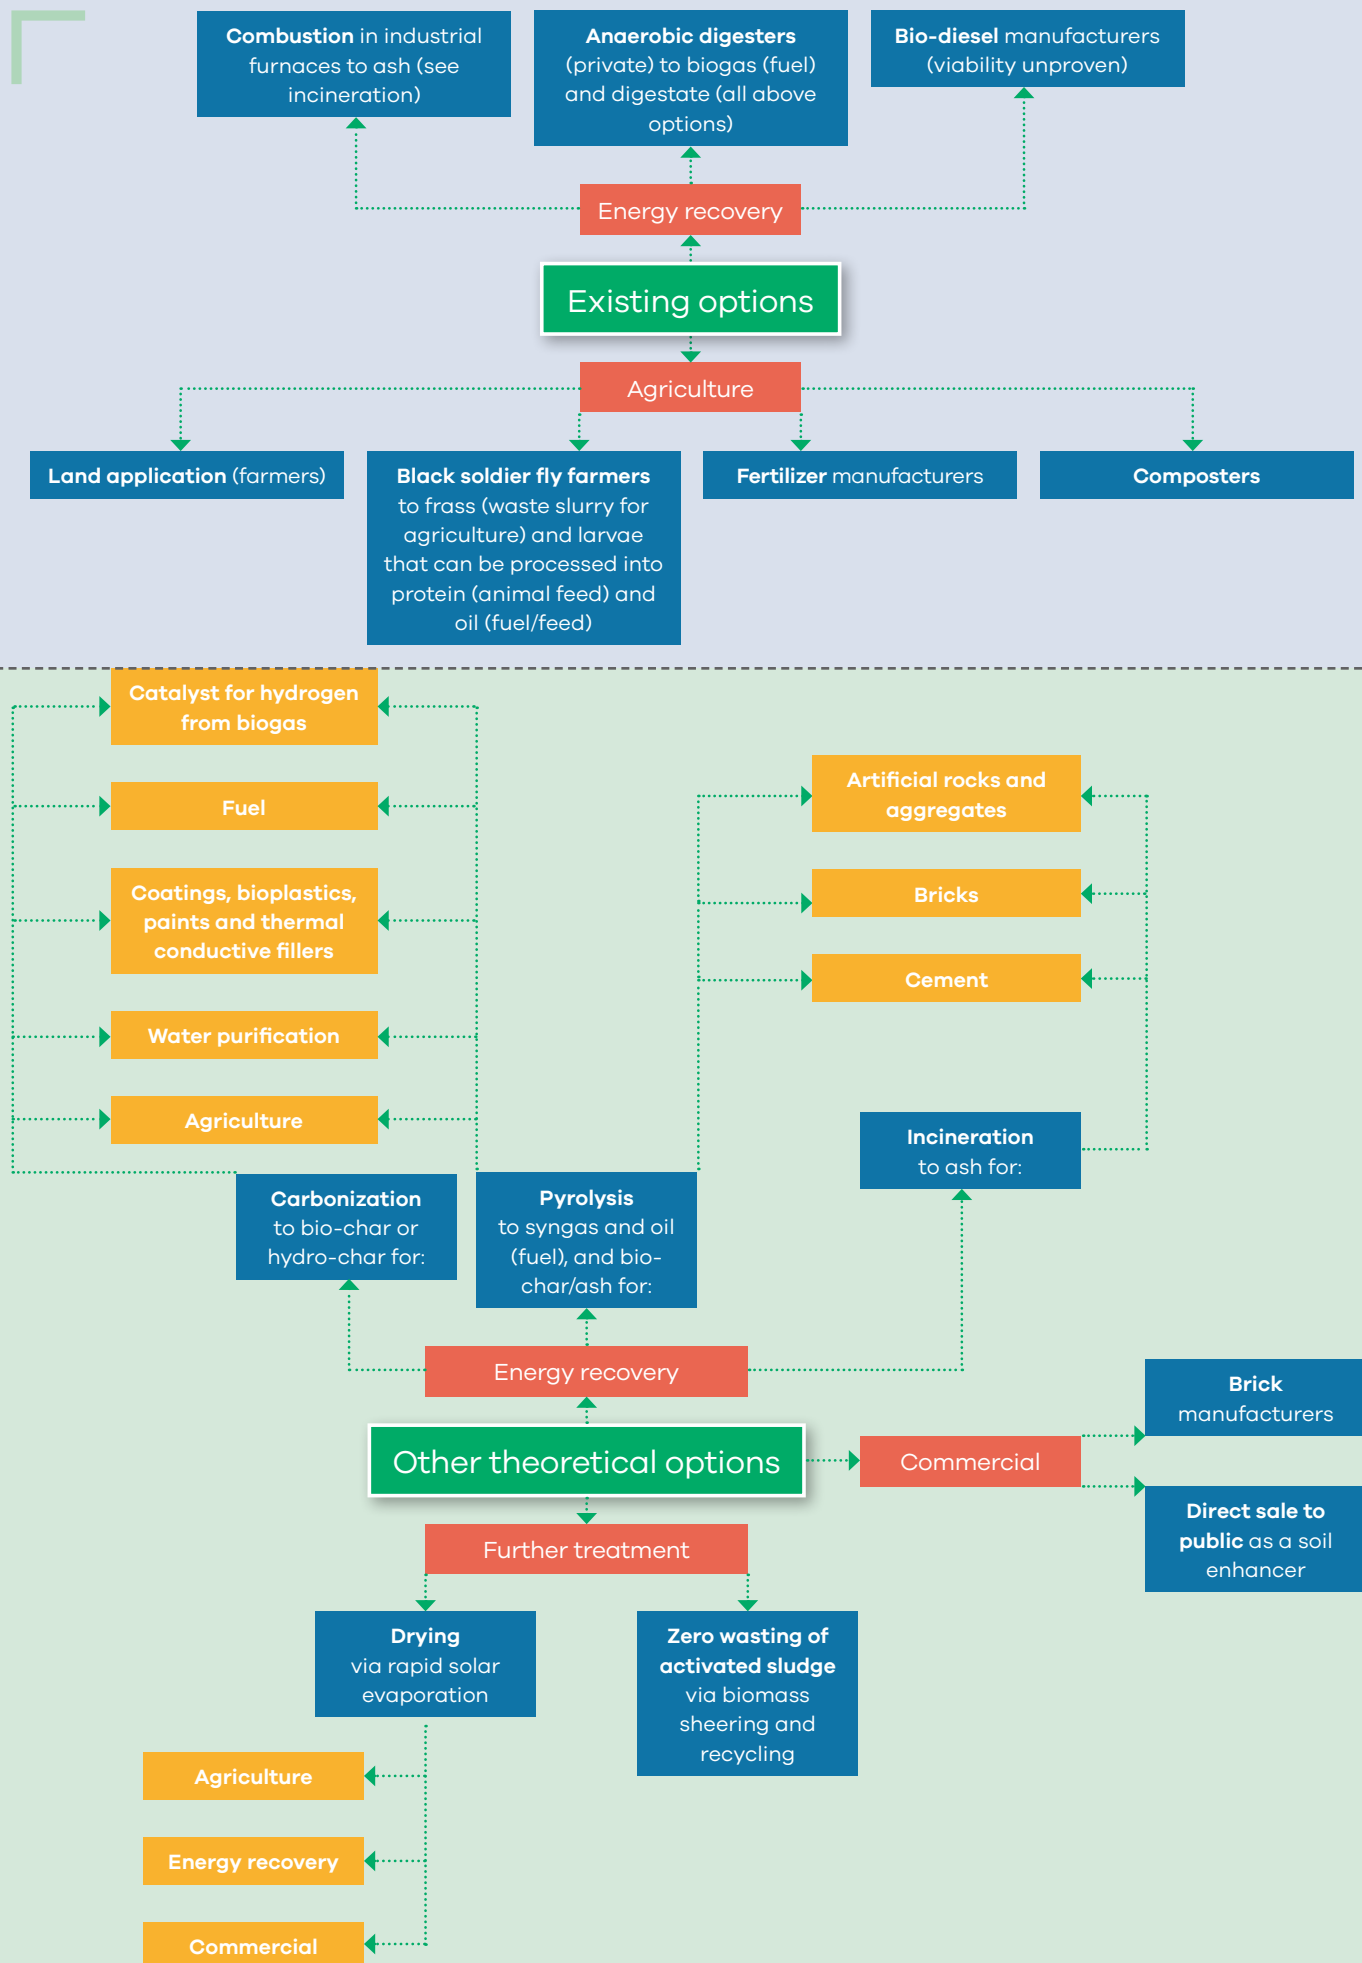 Combustion in industrial
furnaces to ash (see
incineration)
Anaerobic digesters
(private) to biogas (fuel)
and digestate (all above
options)
Bio-diesel manufacturers
(viability unproven)
Energy recovery
Existing options
Agriculture
Land application (farmers)
Black soldier fly farmers
to frass (waste slurry for
agriculture) and larvae
that can be processed into
protein (animal feed) and
oil (fuel/feed)
Fertilizer manufacturers
Composters
Catalyst for hydrogen
from biogas
Fuel
Coatings, bioplastics,
paints and thermal
conductive fillers
Water purification
Agriculture
Artificial rocks and
aggregates
Bricks
Cement
Incineration
to ash for:
Carbonization
to bio-char or
hydro-char for:
Pyrolysis
to syngas and oil
(fuel), and bio-
char/ash for:
Energy recovery
Other theoretical options
Commercial
Brick
manufacturers
Direct sale to
public as a soil
enhancer
Further treatment
Drying
via rapid solar
evaporation
Zero wasting of
activated sludge
via biomass
sheering and
recycling
Agriculture
Energy recovery
Commercial